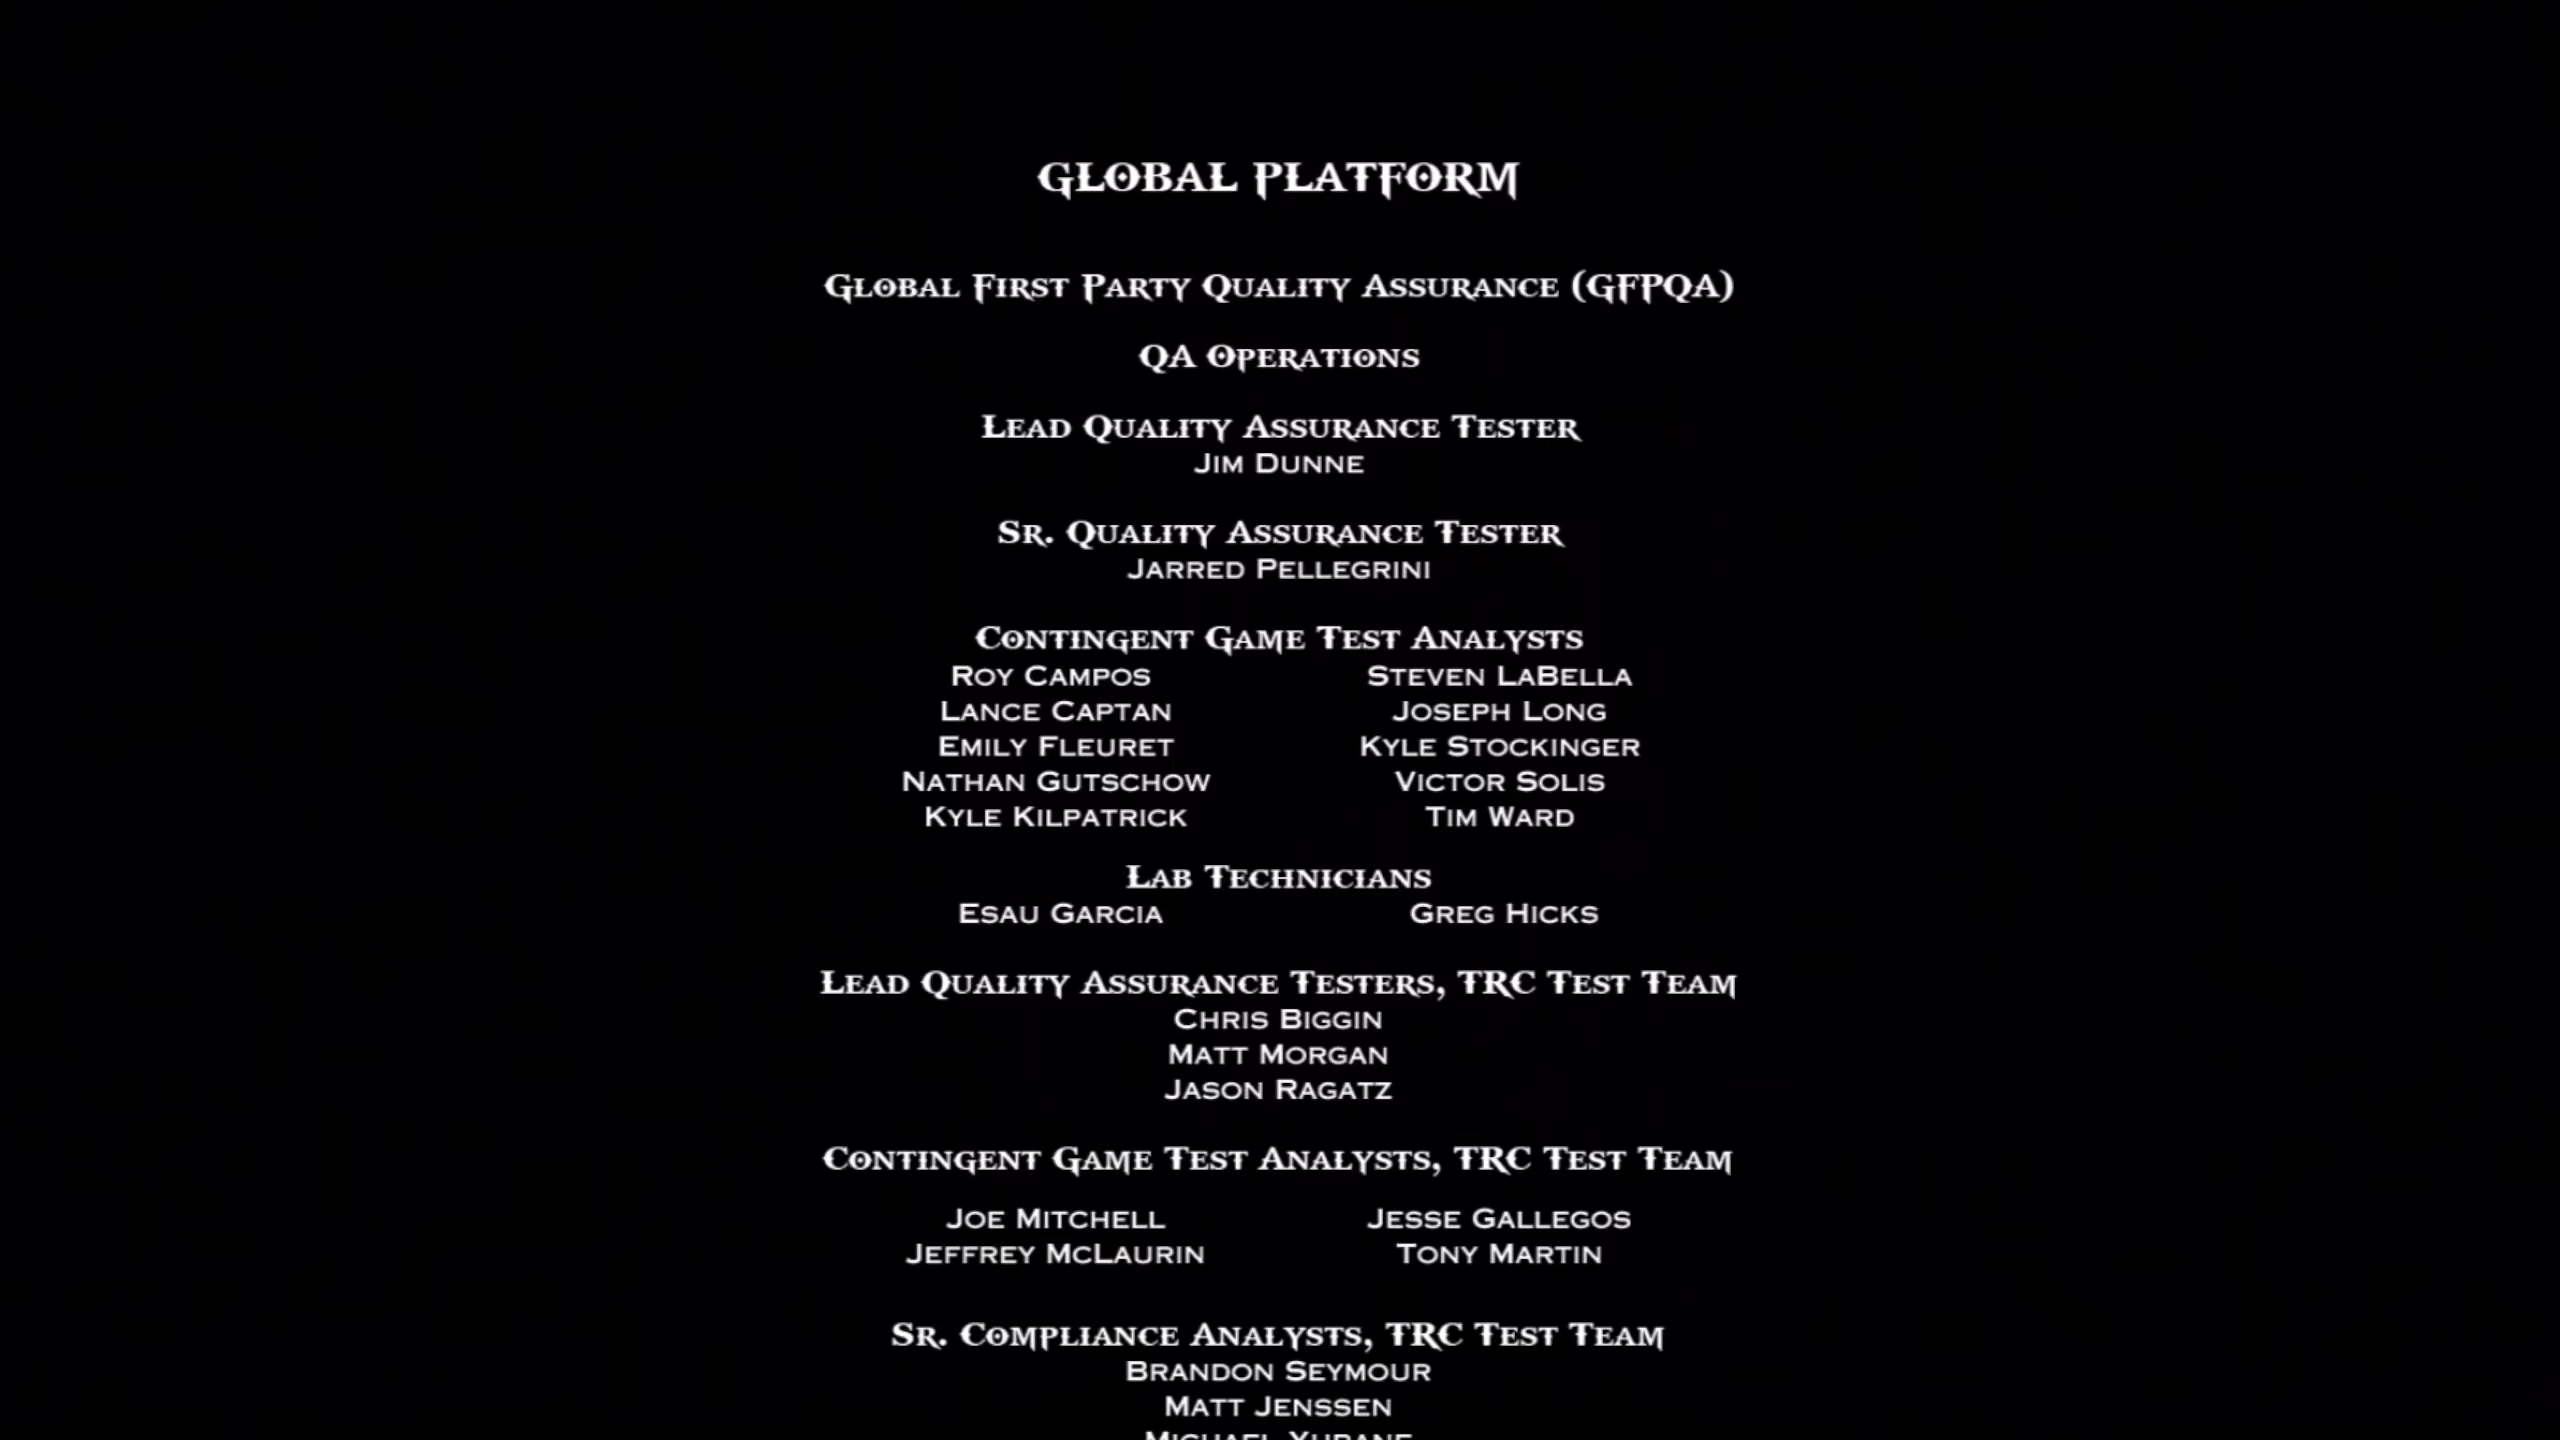 GLOBAL PLATFORM
GLOBAL FIRST PARTY QUALITY ASSURANCE (GFPQA)
QA OPERATIONS
LEAD QUALITY ASSURANCE TESTER
JIM DUNNE
SR. QUALITY ASSURANCE TESTER
JARRED PELLEGRINI
CONTINGENT GAME TEST ANALYSTS
ROY CAMPOS STEVEN LABELLA
LANCE CAPTAN JOSEPH LONG
EMILY FLEURET KYLE STOCKINGER
NATHAN GUTSCHOW VICTOR SOLIS
KYLE KILPATRICK TIM WARD
LAB TECHNICIANS
ESAU GARCIA GREG HICKS
LEAD QUALITY ASSURANCE TESTERS, TRC TEST TEAM
CHRIS BIGGIN
MATT MORGAN
JASON RAGATZ
CONTINGENT GAME TEST ANALYSTS, TRC TEST TEAM
JOE MITCHELL JESSE GALLEGOS
JEFFREY MCLAURIN TONY MARTIN
SR. COMPLIANCE ANALYSTS, TRC TEST TEAM
BRANDON SEYMOUR
MATT JENSSEN
MICHAEL